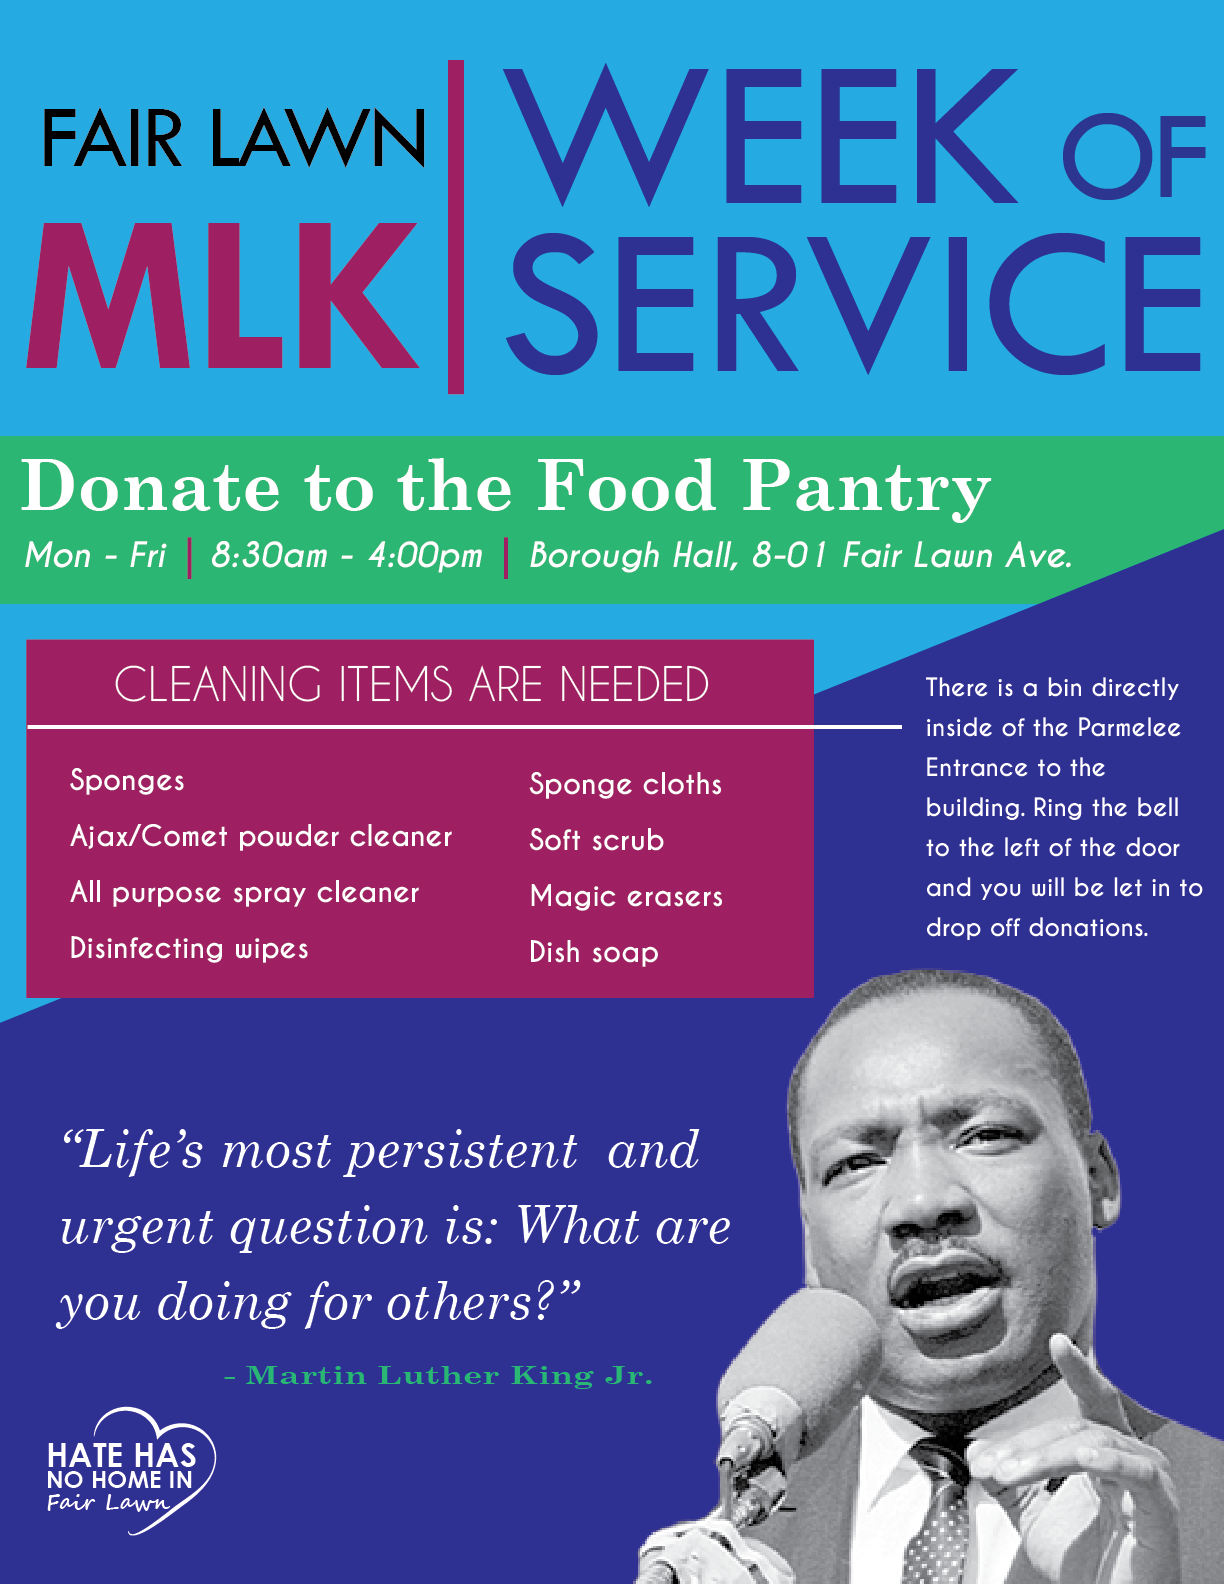 FAIR LAWN
MLK
WEEK OF
SERVICE
Donate to the Food Pantry
Mon - Fri | 8:30am - 4:00pm | Borough Hall, 8-01 Fair Lawn Ave.
CLEANING ITEMS ARE NEEDED
Sponges
Ajax/Comet powder cleaner
All purpose spray cleaner
Disinfecting wipes
Sponge cloths
Soft scrub
Magic erasers
Dish soap
There is a bin directly
inside of the Parmelee
Entrance to the
building. Ring the bell
to the left of the door
and you will be let in to
drop off donations.
“Life’s most persistent and
urgent question is: What are
you doing for others?”
- Martin Luther King Jr.
HATE HAS
NO HOME IN
Fair Lawn